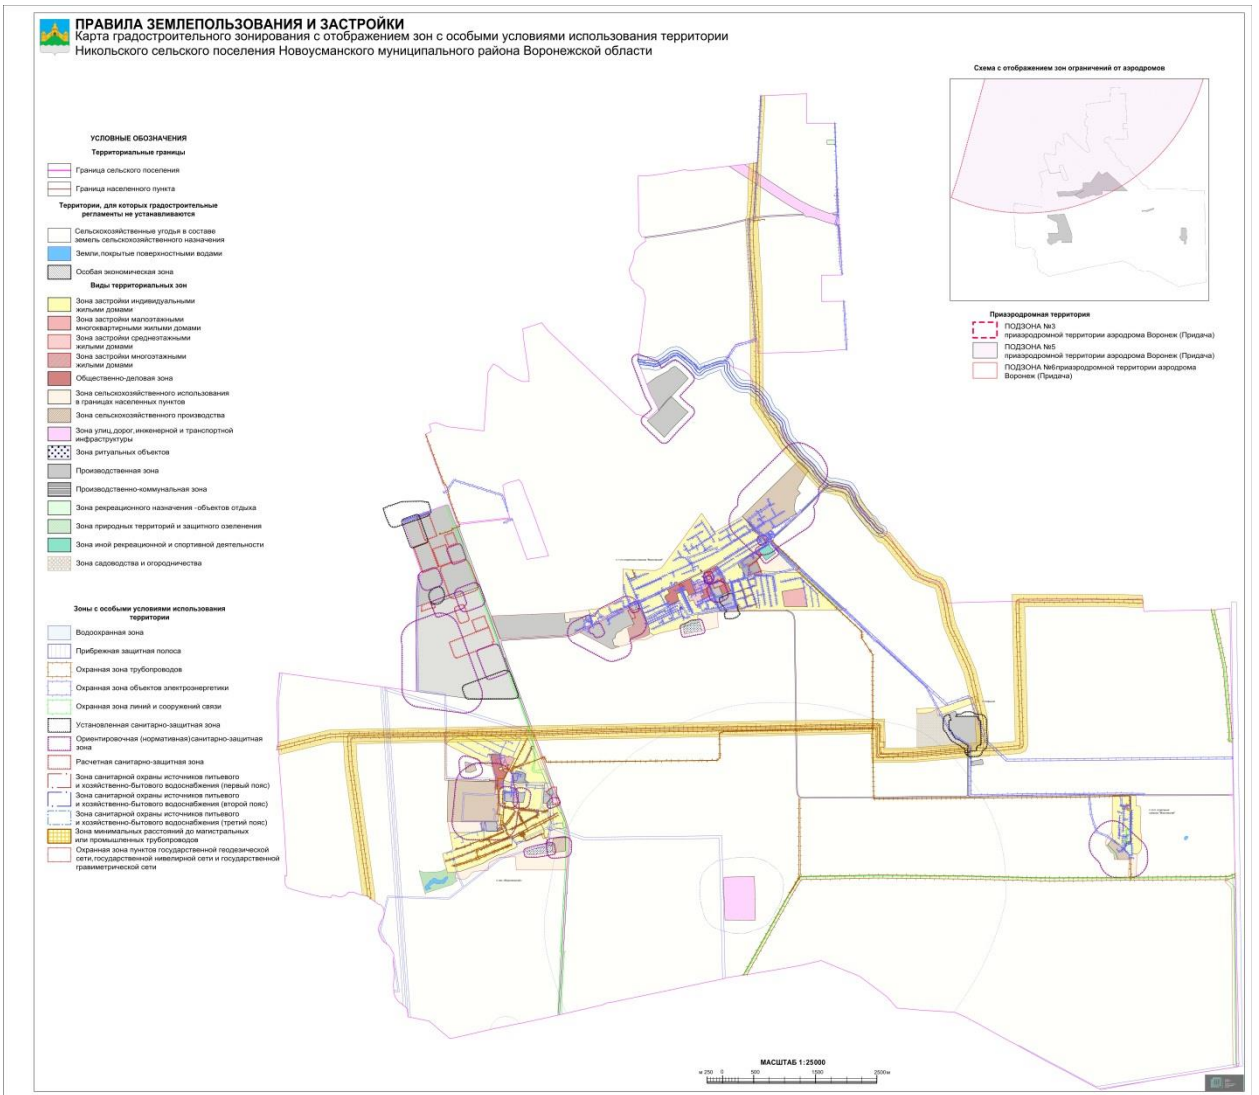 ПРАВИЛА ЗЕМЛЕПОЛЬЗОВАНИЯ И ЗАСТРОЙКИ
Карта градостроительного зонирования с отображением зон с особыми условиями использования территории
Никольского сельского поселения Новоусманского муниципального района Воронежской области
Схема с отображением зон ограничений от аэродромов
УСЛОВНЫЕ ОБОЗНАЧЕНИЯ
Территориальные границы
Граница сельского поселения
Граница населенного пункта
Территории, для которых градостроительные
регламенты не устанавливаются
Сельскохозяйственные угодья в составе
земель сельскохозяйственного назначения
Земли, покрытые поверхностными водами
Особая экономическая зона
Виды территориальных зон
Зона застройки индивидуальными
жилыми домами
Зона застройки малоэтажными
многоквартирными жилыми домами
Зона застройки среднеэтажными
жилыми домами
Зона застройки многоэтажными
жилыми домами
Общественно-деловая зона
Зона сельскохозяйственного использования
в границах населенных пунктов
Зона сельскохозяйственного производства
Зона улиц,дорог,инженерной и транспортной
инфраструктуры
Зона ритуальных объектов
Производственная зона
Производственно-коммунальная зона
Зона рекреационного назначения -объектов отдыха
Зона природных территорий и защитного озеленения
Зона иной рекреационной и спортивной деятельности
Зона садоводства и огородничества
Зоны с особыми условиями использования
территории
Водоохранная зона
Прибрежная защитная полоса
Охранная зона трубопроводов
Охранная зона объектов электроэнергетики
Охранная зона линий и сооружений связи
Установленная санитарно-защитная зона
Ориентировочная (нормативная)санитарно-защитная
зона
Расчетная санитарно-защитная зона
Зона санитарной охраны источников питьевого
и хозяйственно-бытового водоснабжения (первый пояс)
Зона санитарной охраны источников питьевого
и хозяйственно-бытового водоснабжения (второй пояс)
Зона санитарной охраны источников питьевого
и хозяйственно-бытового водоснабжения (третий пояс)
Зона минимальных расстояний до магистральных
или промышленных трубопроводов
Охранная зона пунктов государственной геодезической
сети,государственной нивелирной сети и государственной
гравиметрической сети
Приаэродромная территория
ПОДЗОНА №3
приаэродромной территории аэродрома Воронеж (Придача)
ПОДЗОНА №5
приаэродромной территории аэродрома Воронеж (Придача)
ПОДЗОНА №6приаэродромной территории аэродрома
Воронеж (Придача)
МАСШТАБ 1:25000
м 250 0 500 1500 2500м